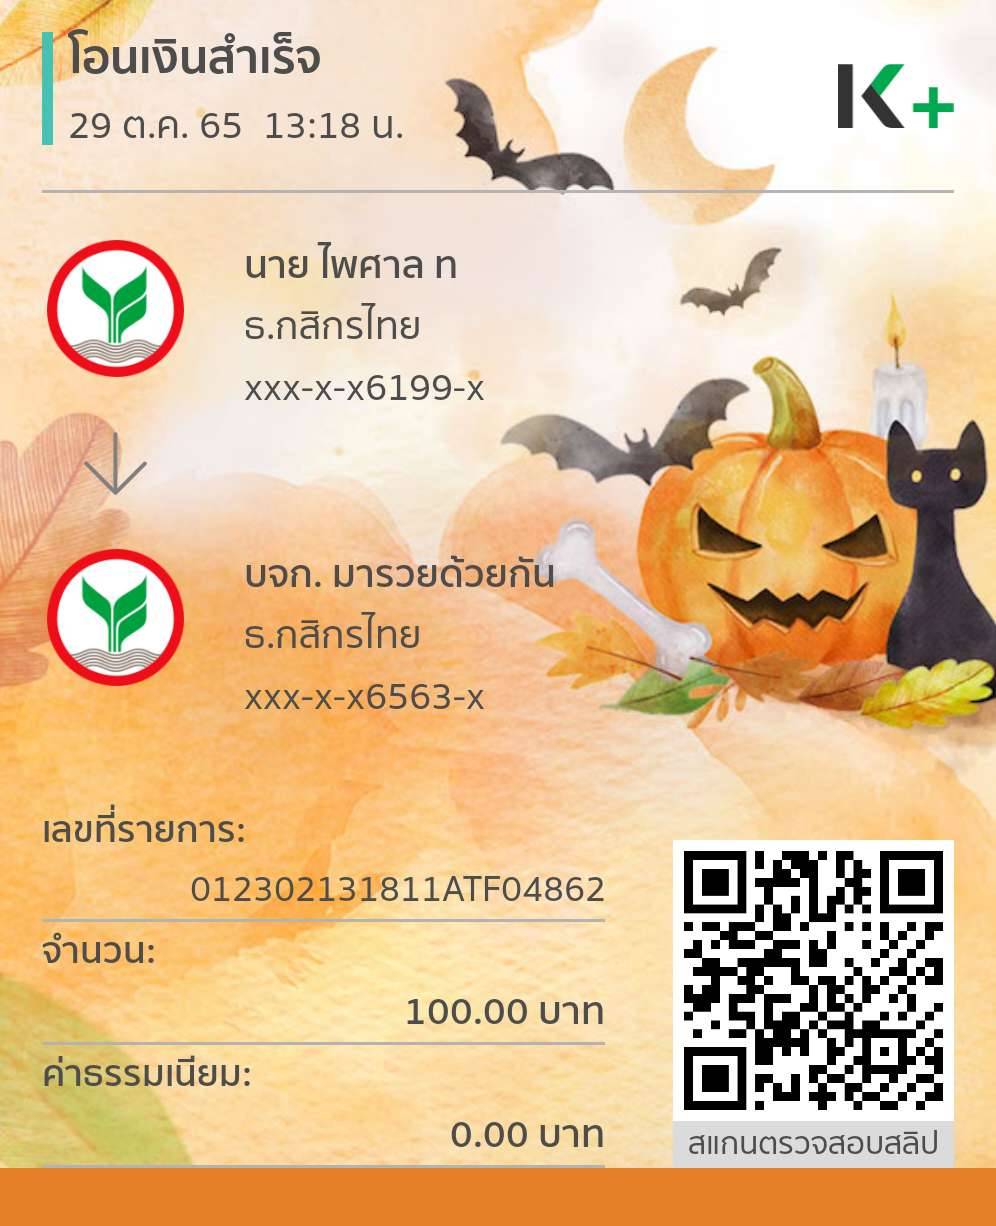 โอนเงินสำเร็จ
29 ต.ค. 65  13:18 น.
K+
นาย ไพศาล ท
ธ.กสิกรไทย
xxx-x-x6199-x
บจก. มารวยด้วยกัน
ธ.กสิกรไทย
xxx-x-x6563-x
เลขที่รายการ:
012302131811ATF04862
จำนวน:
100.00 บาท
ค่าธรรมเนียม:
0.00 บาท
สแกนตรวจสอบสลิป